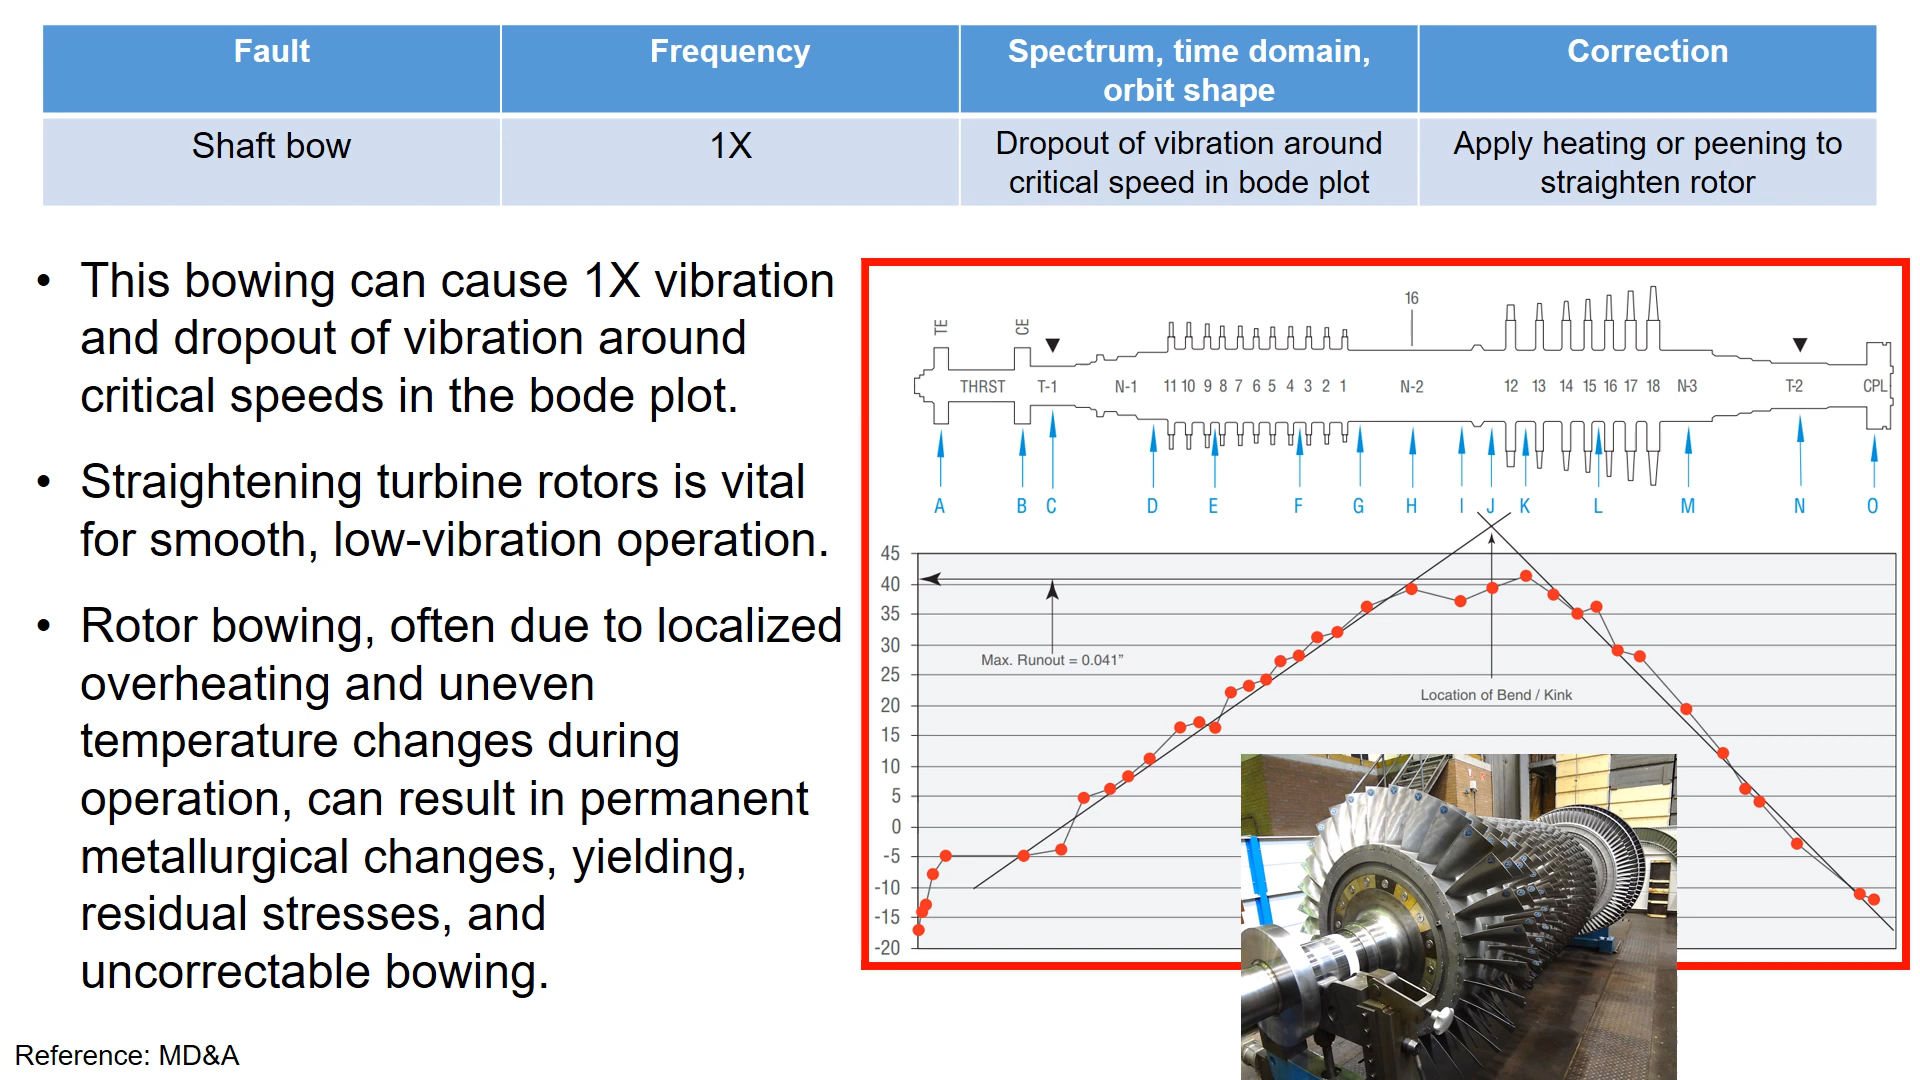 Fault Frequency Spectrum, time domain, orbit shape Correction
Shaft bow 1X Dropout of vibration around critical speed in bode plot Apply heating or peening to straighten rotor
• This bowing can cause 1X vibration
and dropout of vibration around
critical speeds in the bode plot.
• Straightening turbine rotors is vital
for smooth, low-vibration operation.
• Rotor bowing, often due to localized
overheating and uneven
temperature changes during
operation, can result in permanent
metallurgical changes, yielding,
residual stresses, and
uncorrectable bowing.
Reference: MD&A
16
TE CE
THRST T-1 N-1 11 10 9 8 7 6 5 4 3 2 1 N-2 12 13 14 15 16 17 18 N-3 T-2 CPL
A B C D E F G H I J K L M N O
45
40
35
30
25
20
15
10
5
0
-5
-10
-15
-20
Max. Runout = 0.041”
Location of Bend / Kink